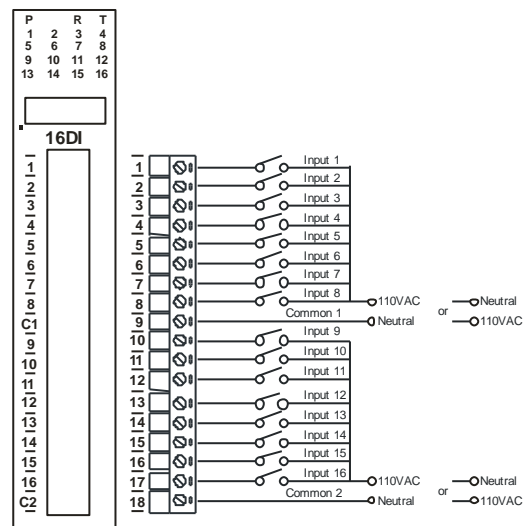 P R T
1 2 3 4
5 6 7 8
9 10 11 12
13 14 15 16
16DI
1
2
3
4
5
6
7
8
C1
9
10
11
12
13
14
15
16
C2
1 Input 1
2 Input 2
3 Input 3
4 Input 4
5 Input 5
6 Input 6
7 Input 7
8 Input 8 110VAC or Neutral
9 Common 1 Neutral 110VAC
10 Input 9
11 Input 10
12 Input 11
13 Input 12
14 Input 13
15 Input 14
16 Input 15
17 Input 16 110VAC or Neutral
18 Common 2 Neutral 110VAC